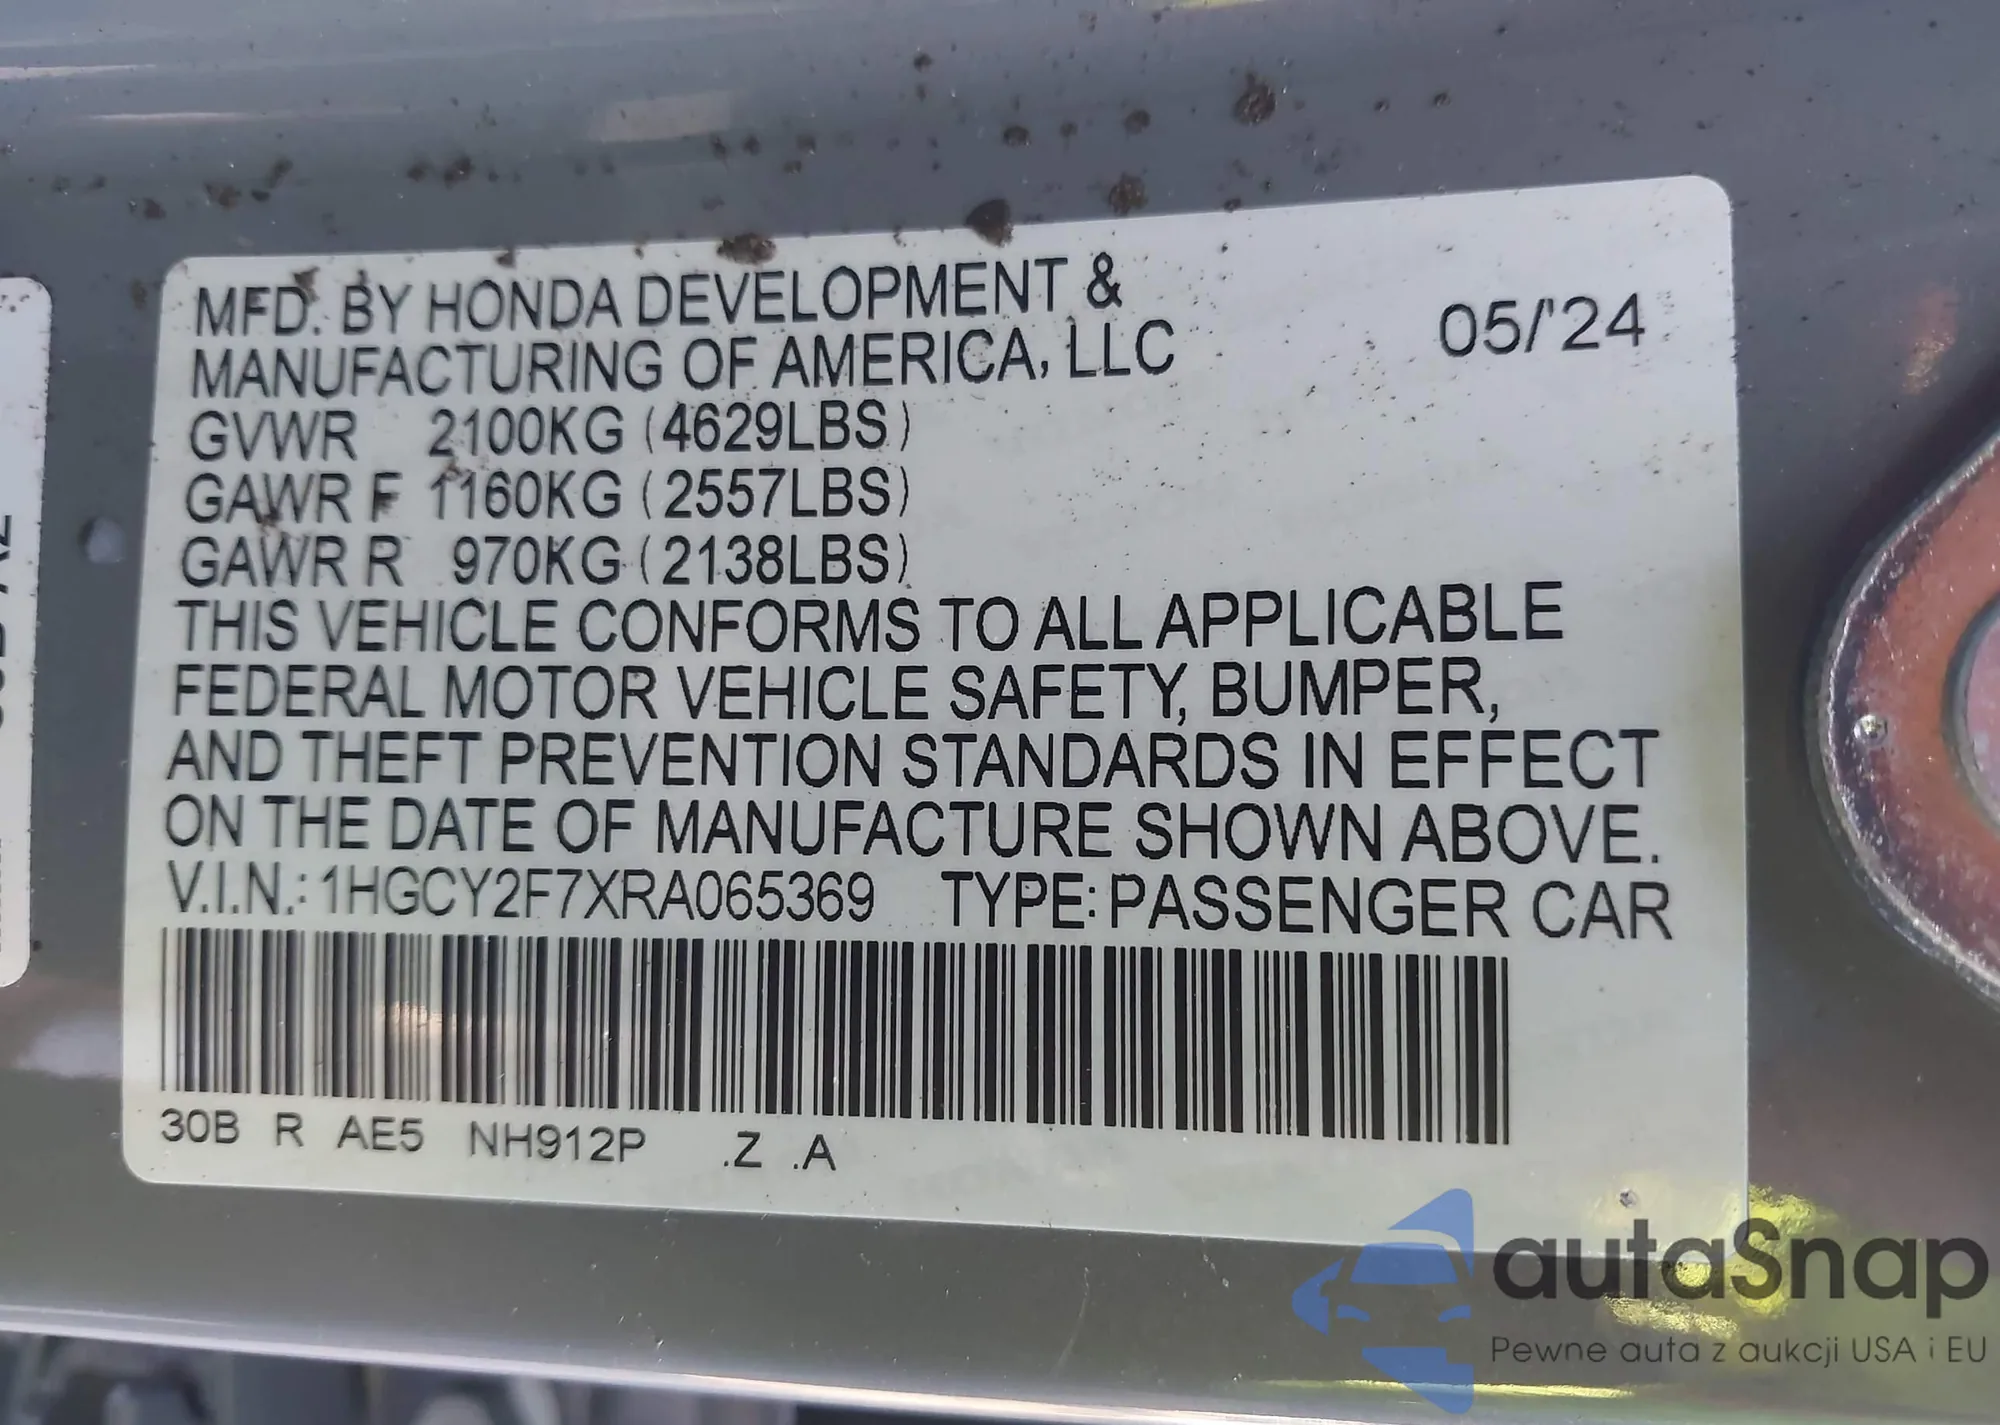 MFD. BY HONDA DEVELOPMENT &
MANUFACTURING OF AMERICA, LLC
05/'24
GVWR 2100KG (4629LBS)
GAWR F 1160KG (2557LBS)
GAWR R 970KG (2138LBS)
THIS VEHICLE CONFORMS TO ALL APPLICABLE
FEDERAL MOTOR VEHICLE SAFETY, BUMPER,
AND THEFT PREVENTION STANDARDS IN EFFECT
ON THE DATE OF MANUFACTURE SHOWN ABOVE.
V.I.N.: 1HGCY2F7XRA065369 TYPE: PASSENGER CAR
30B R AE5 NH912P .Z .A
autaSnap
Pewne auta z aukcji USA i EU